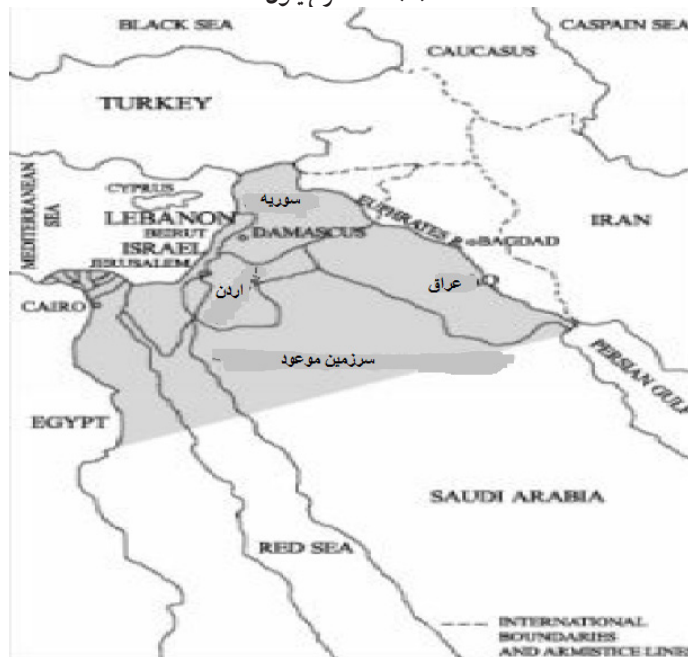 BLACK SEA
CASPAIN SEA
CAUCASUS
TURKEY
MEDITERRANEAN SEA
CYPRUS
سوریه
LEBANON
BEIRUT
DAMASCUS
EUPHRATES
BAGDAD
IRAN
ISRAEL
JERUSALEM
CAIRO
اردن
عراق
سرزمین موعود
PERSIAN GULF
EGYPT
SAUDI ARABIA
RED SEA
INTERNATIONAL
BOUNDARIES
AND ARMISTICE LINE